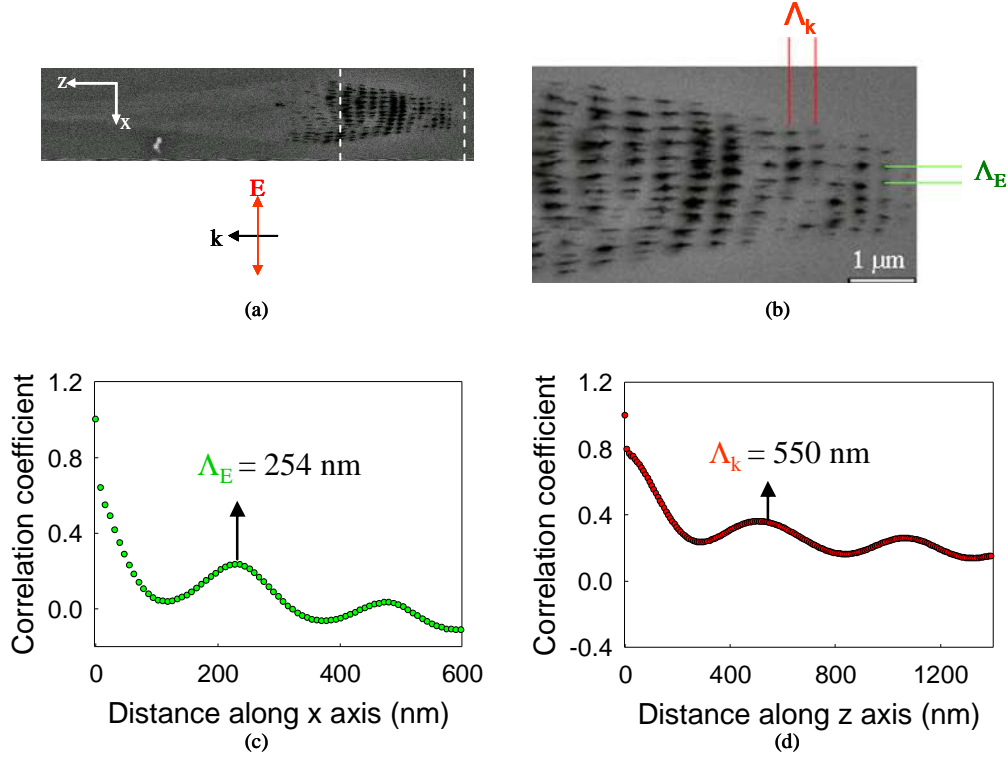 Λk
z
x
E
k
ΛE
1 μm
(a)
(b)
1.2
0.8
0.4
0.0
Correlation coefficient
ΛE = 254 nm
0
200
400
600
Distance along x axis (nm)
(c)
1.2
0.8
0.4
0.0
-0.4
Correlation coefficient
Λk = 550 nm
0
400
800
1200
Distance along z axis (nm)
(d)